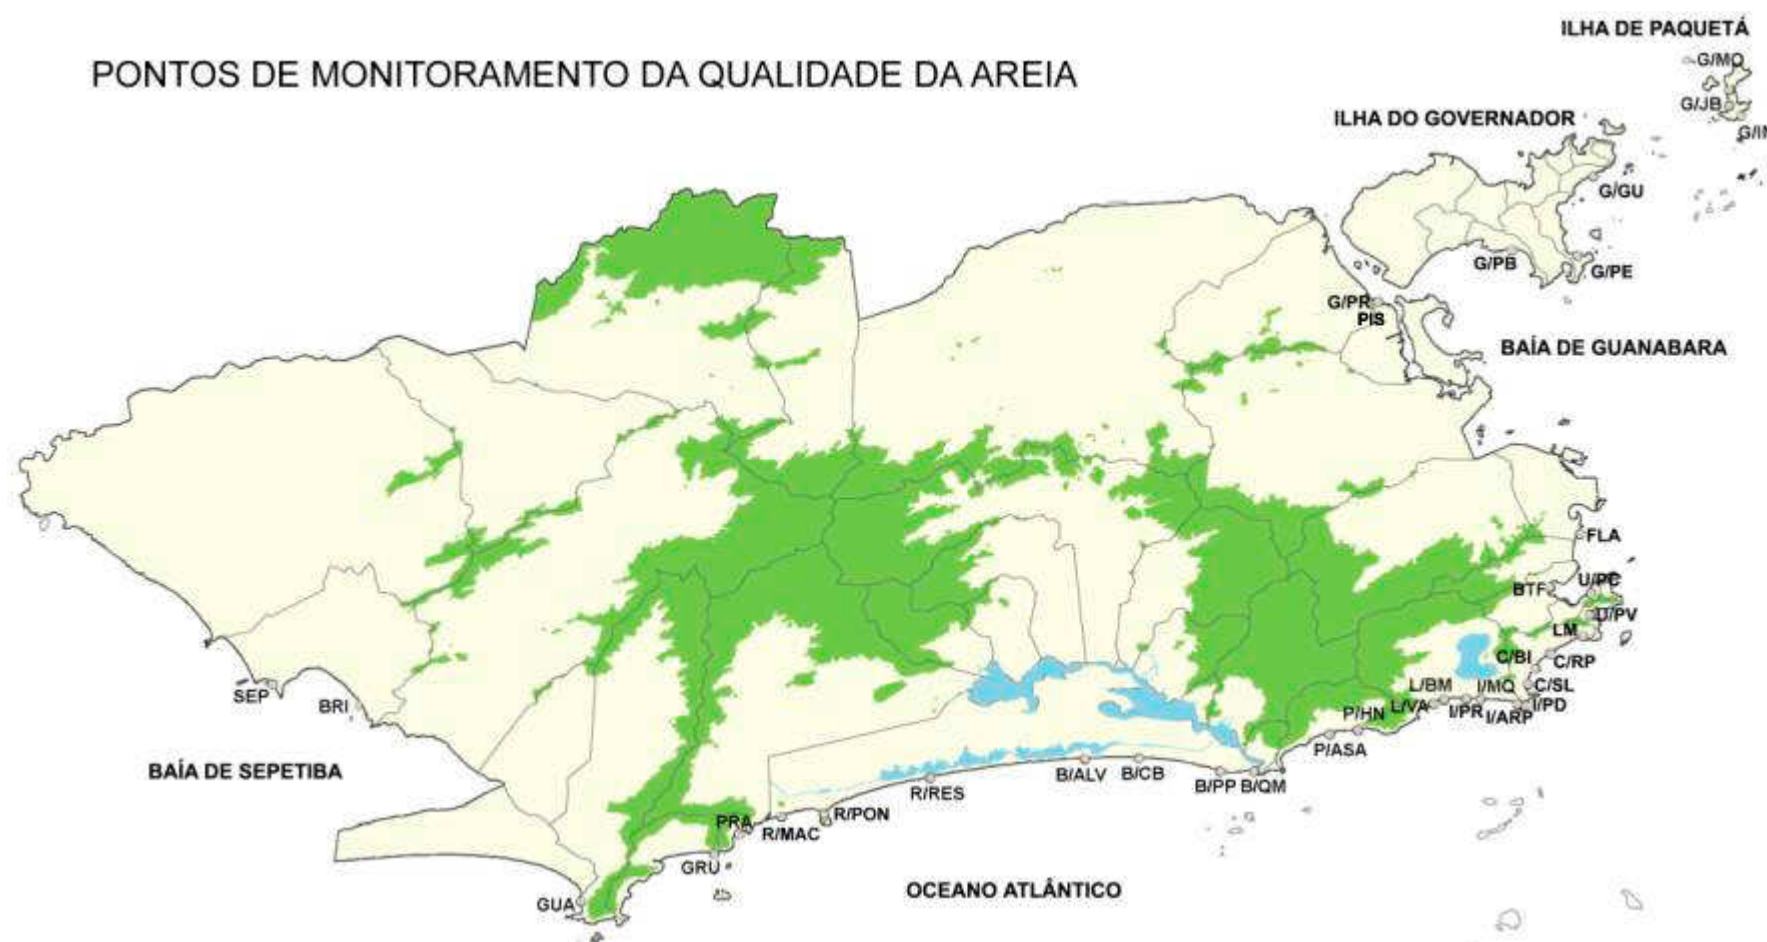 ILHA DE PAQUETÁ
G/MO
PONTOS DE MONITORAMENTO DA QUALIDADE DA AREIA
G/JB
ILHA DO GOVERNADOR
G/IM
G/GU
G/PB
G/PE
G/PR
PIS
BAÍA DE GUANABARA
FLA
BTF
U/PC
U/PV
LM
C/BI
C/RP
L/BM
I/MQ
C/SL
SEP
BRI
P/HN
L/VA
I/PR
I/ARP
I/PD
P/ASA
BAÍA DE SEPETIBA
B/ALV
B/CB
B/PP
B/QM
R/RES
PRA
R/MAC
R/PON
GRU
OCEANO ATLÂNTICO
GUA